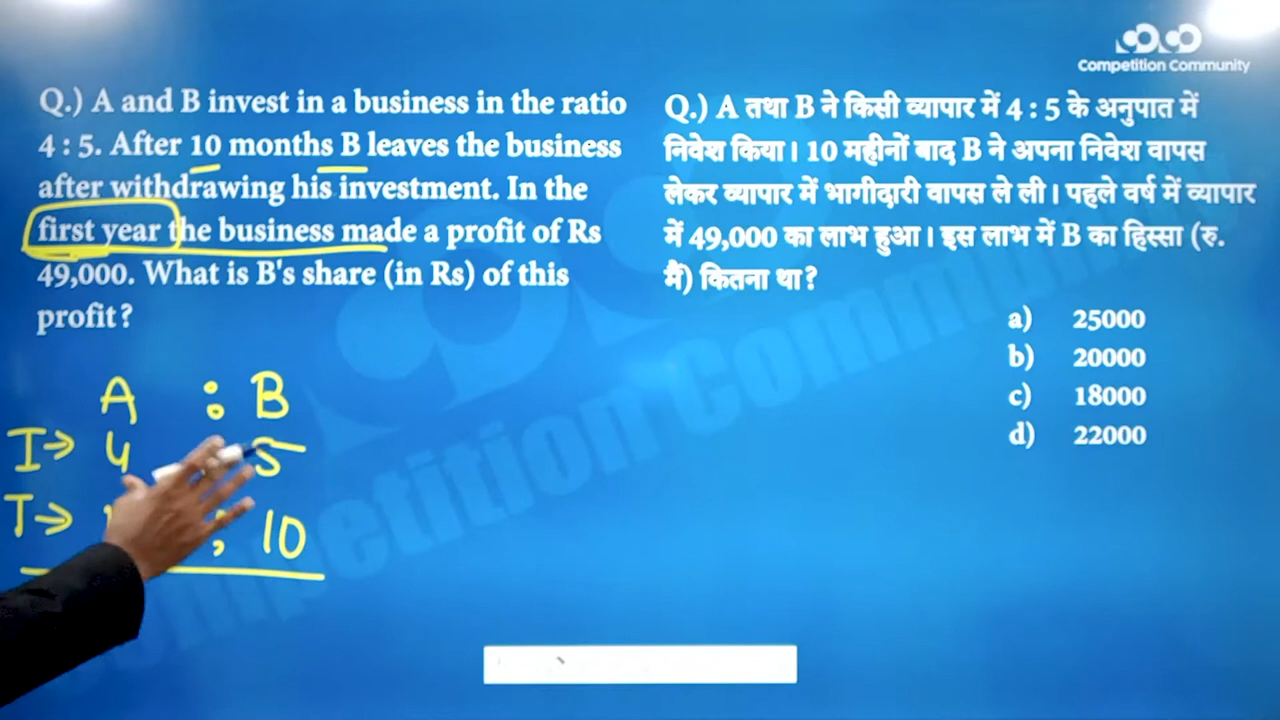 Competition Community
Q.) A and B invest in a business in the ratio
4 : 5. After 10 months B leaves the business
after withdrawing his investment. In the
first year the business made a profit of Rs
49,000. What is B's share (in Rs) of this
profit?
Q.) A तथा B ने किसी व्यापार में 4 : 5 के अनुपात में
निवेश किया। 10 महीनों बाद B ने अपना निवेश वापस
लेकर व्यापार में भागीदारी वापस ले ली। पहले वर्ष में व्यापार
में 49,000 का लाभ हुआ। इस लाभ में B का हिस्सा (रु.
मैं) कितना था?
a) 25000
b) 20000
c) 18000
d) 22000
A : B
I→ 4 5
T→ : 10